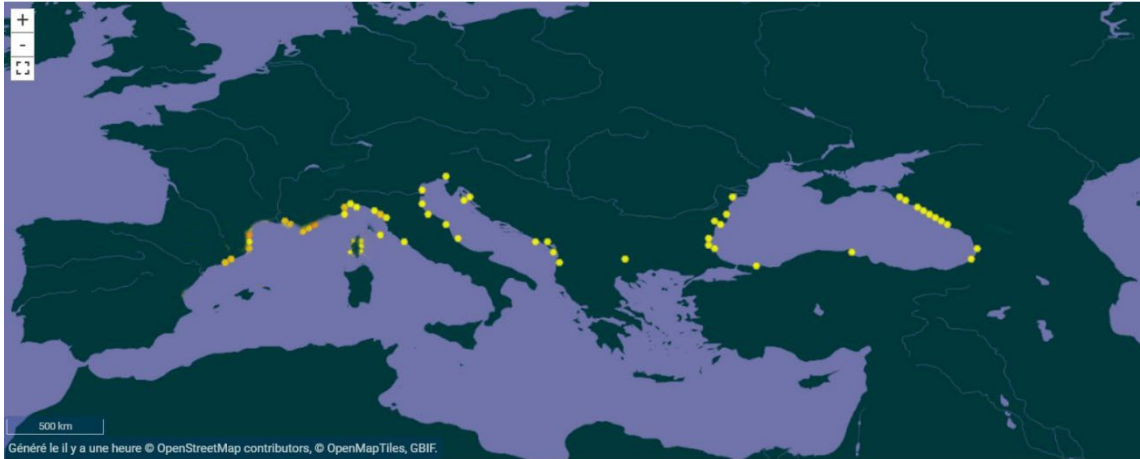 +
-
500 km
Généré le il y a une heure © OpenStreetMap contributors, © OpenMapTiles, GBIF.